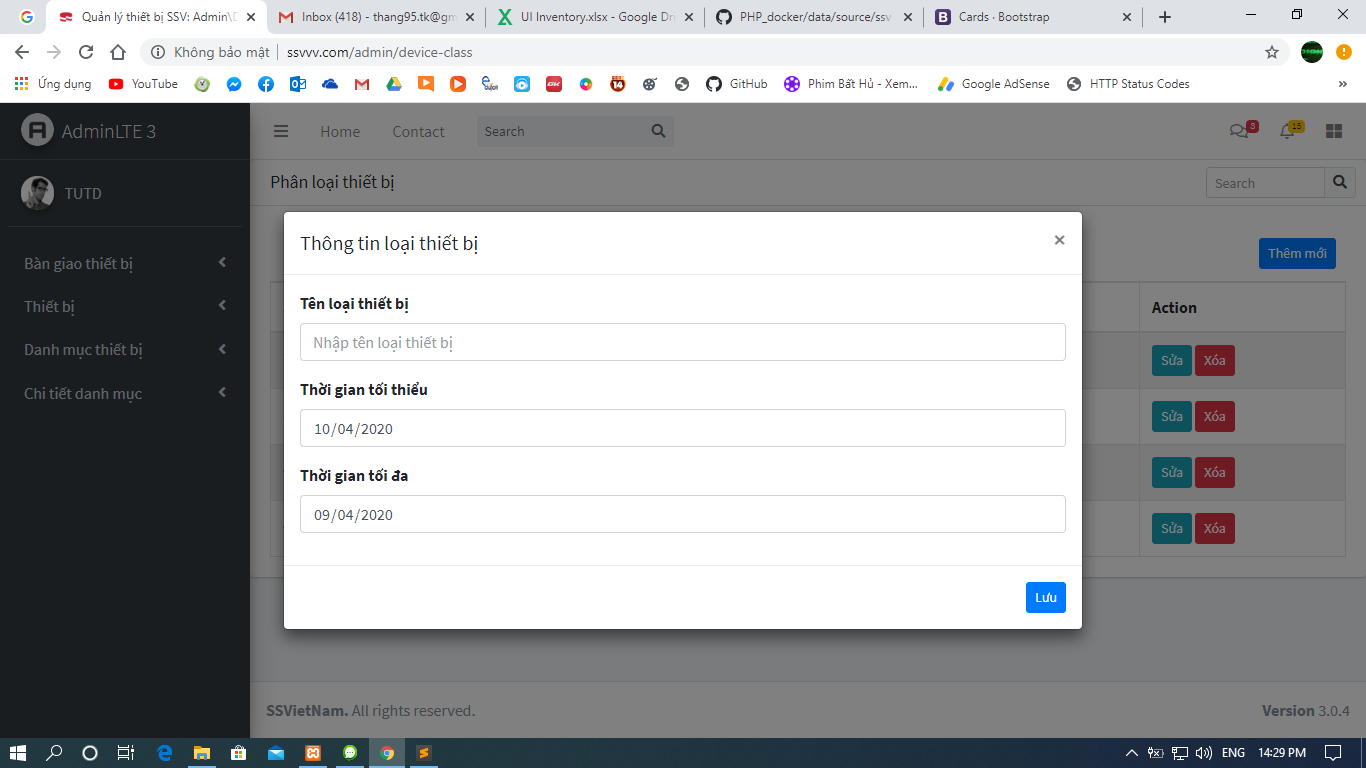 Quản lý thiết bị SSV: Admin\D
Inbox (418) - thang95.tk@gm
UI Inventory.xlsx - Google Dri
PHP_docker/data/source/ssv
Cards · Bootstrap
Không bảo mật
ssvvv.com/admin/device-class
Ứng dụng
YouTube
GitHub
Phim Bất Hủ - Xem...
Google AdSense
HTTP Status Codes
AdminLTE 3
Home
Contact
Search
3
15
TUTD
Phân loại thiết bị
Search
Bàn giao thiết bị
Thiết bị
Danh mục thiết bị
Chi tiết danh mục
Thêm mới
Action
Sửa Xóa
Sửa Xóa
Sửa Xóa
Sửa Xóa
Thông tin loại thiết bị
×
Tên loại thiết bị
Nhập tên loại thiết bị
Thời gian tối thiểu
10/04/2020
Thời gian tối đa
09/04/2020
Lưu
SSVietNam. All rights reserved.
Version 3.0.4
ENG
14:29 PM